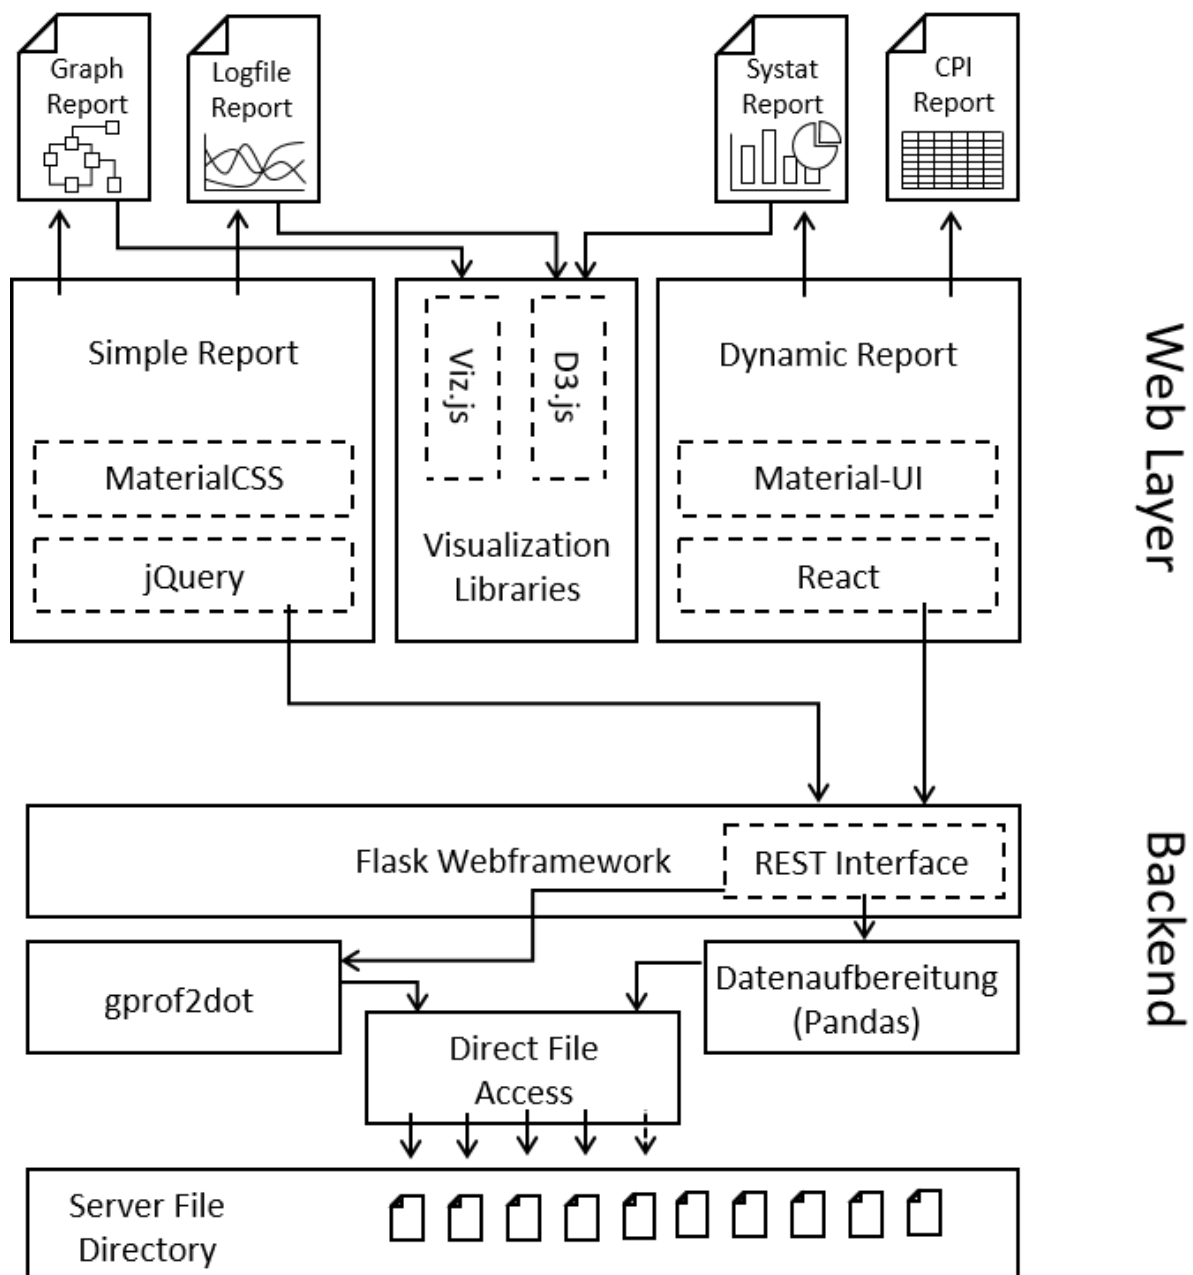 Graph
Report
Logfile
Report
Systat
Report
CPI
Report
Simple Report
MaterialCSS
jQuery
Viz.js
D3.js
Visualization
Libraries
Dynamic Report
Material-UI
React
Web Layer
Flask Webframework
REST Interface
gprof2dot
Datenaufbereitung
(Pandas)
Direct File
Access
Server File
Directory
Backend